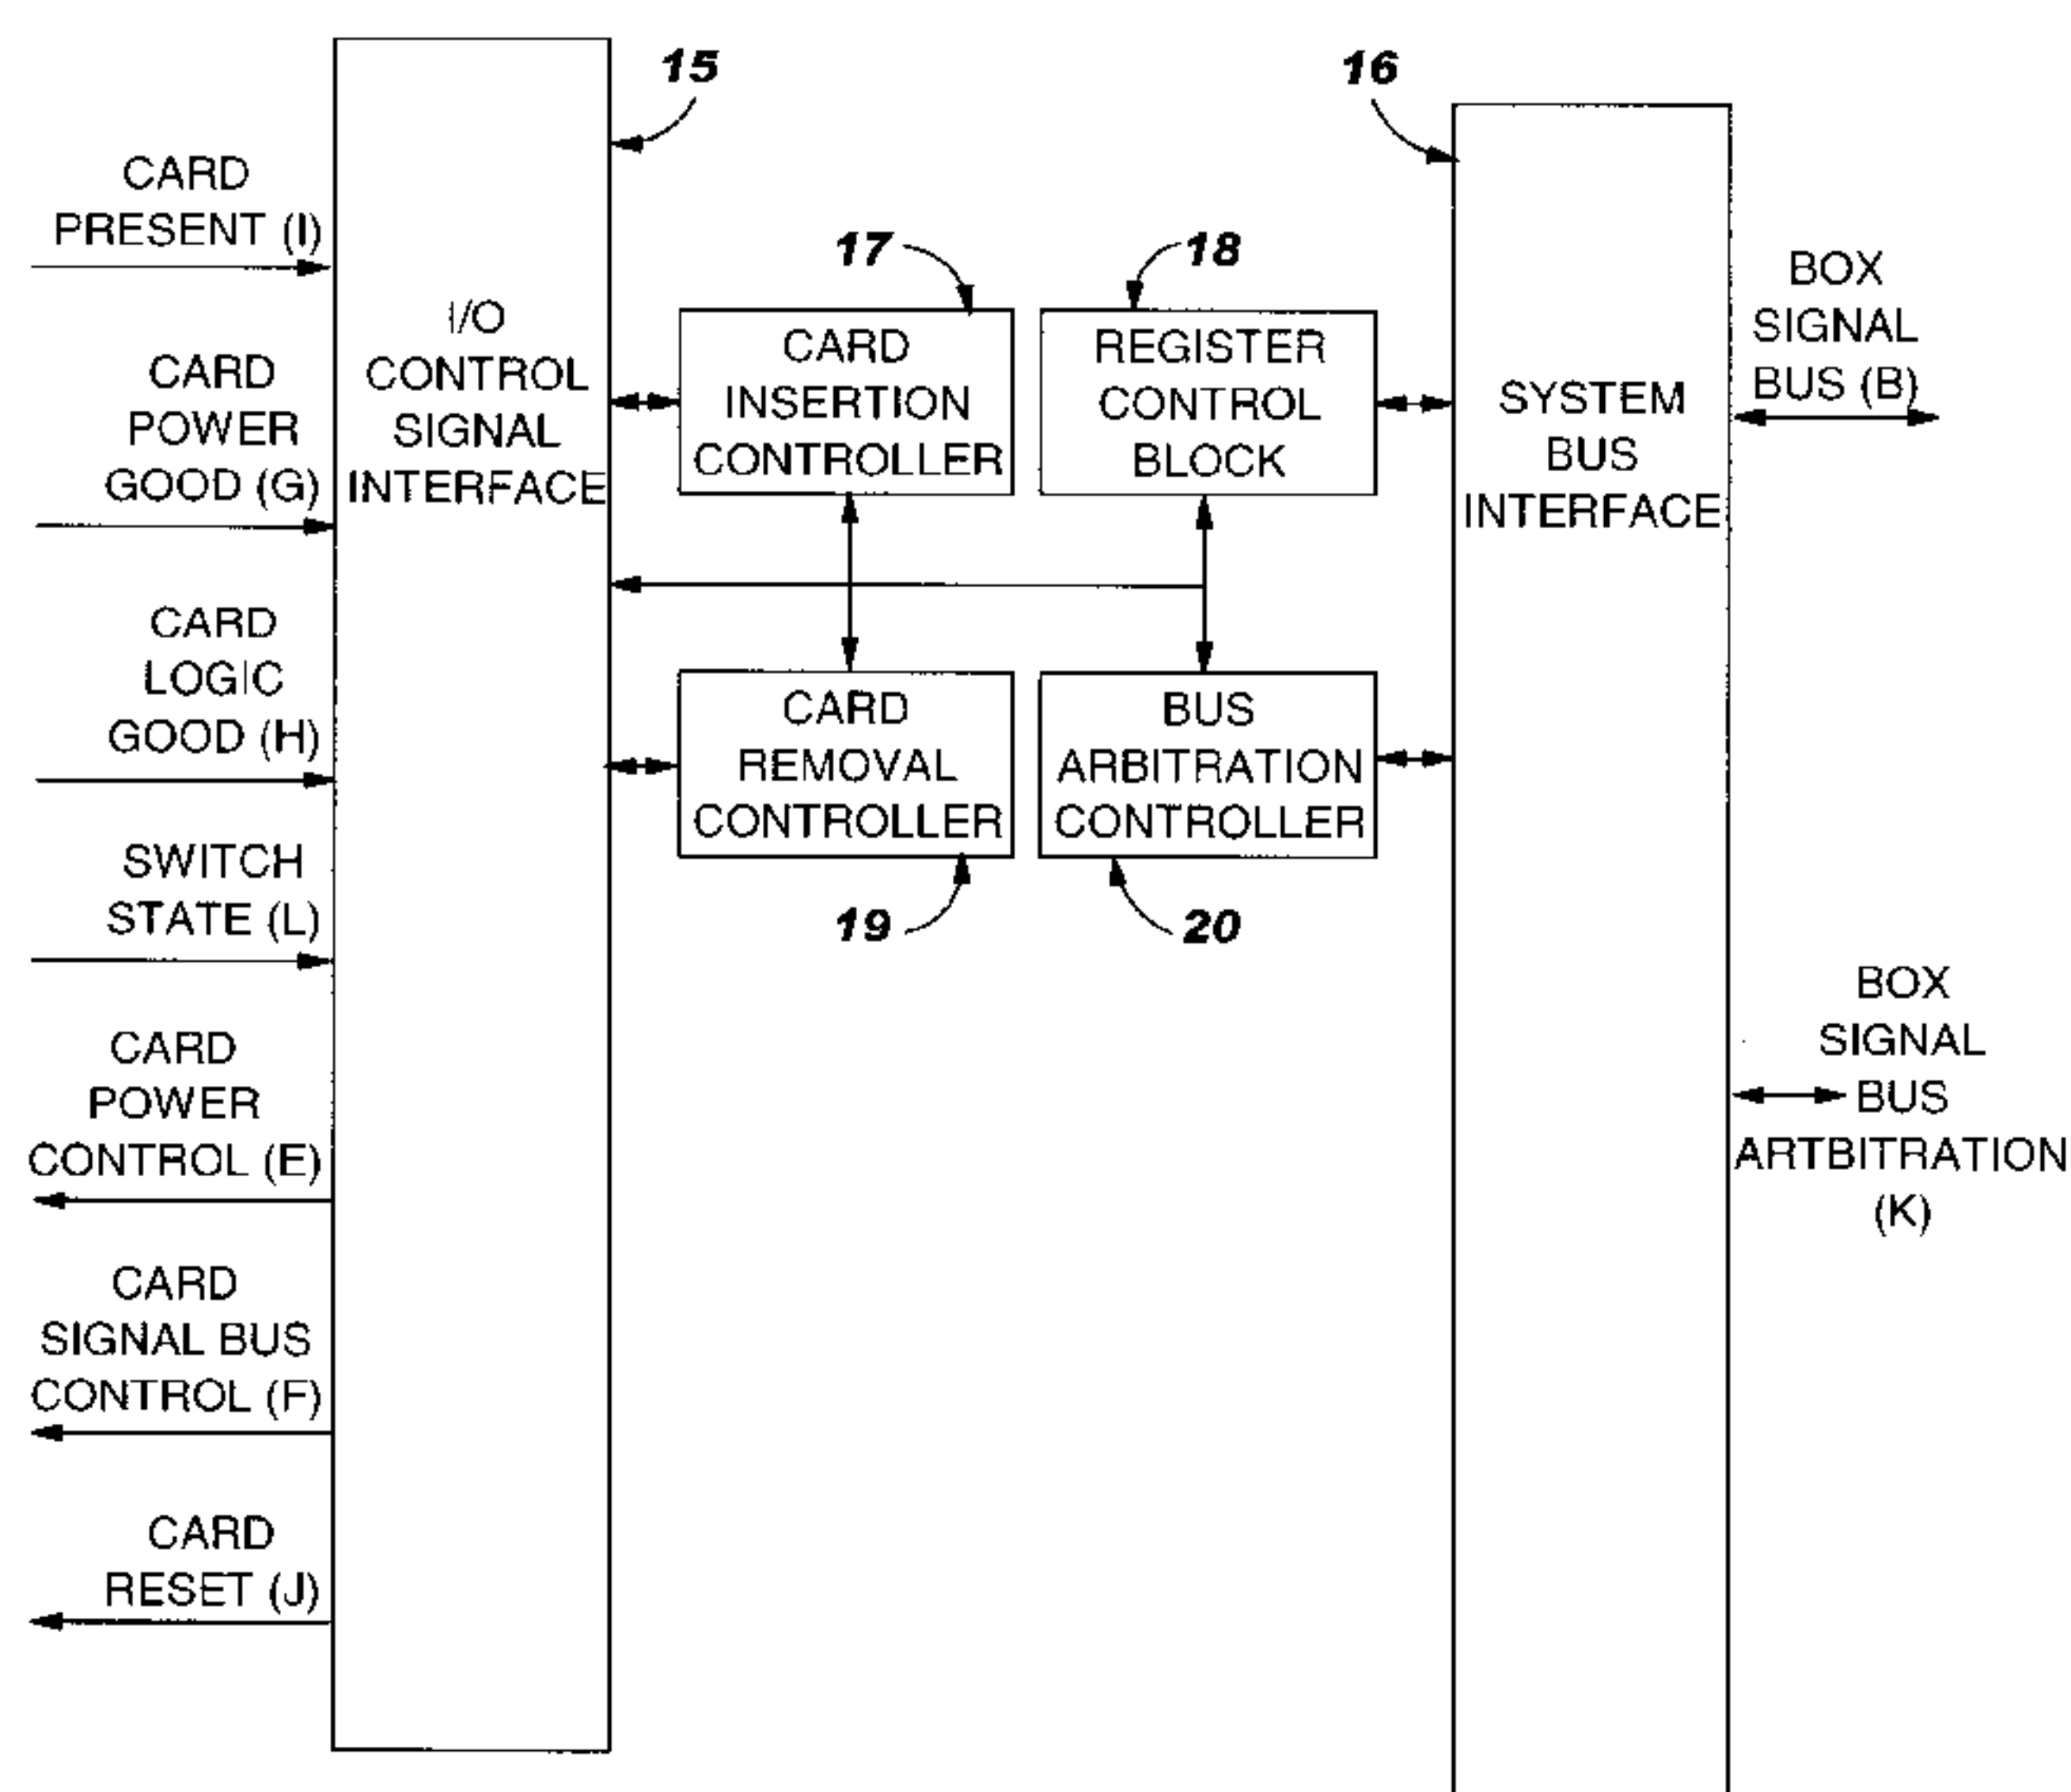 15
16
CARD
PRESENT (I)
CARD
POWER
GOOD (G)
CARD
LOGIC
GOOD (H)
SWITCH
STATE (L)
CARD
POWER
CONTROL (E)
CARD
SIGNAL BUS
CONTROL (F)
CARD
RESET (J)
I/O
CONTROL
SIGNAL
INTERFACE
17
18
CARD
INSERTION
CONTROLLER
REGISTER
CONTROL
BLOCK
CARD
REMOVAL
CONTROLLER
BUS
ARBITRATION
CONTROLLER
19
20
SYSTEM
BUS
INTERFACE
BOX
SIGNAL
BUS (B)
BOX
SIGNAL
BUS
ARTBITRATION
(K)